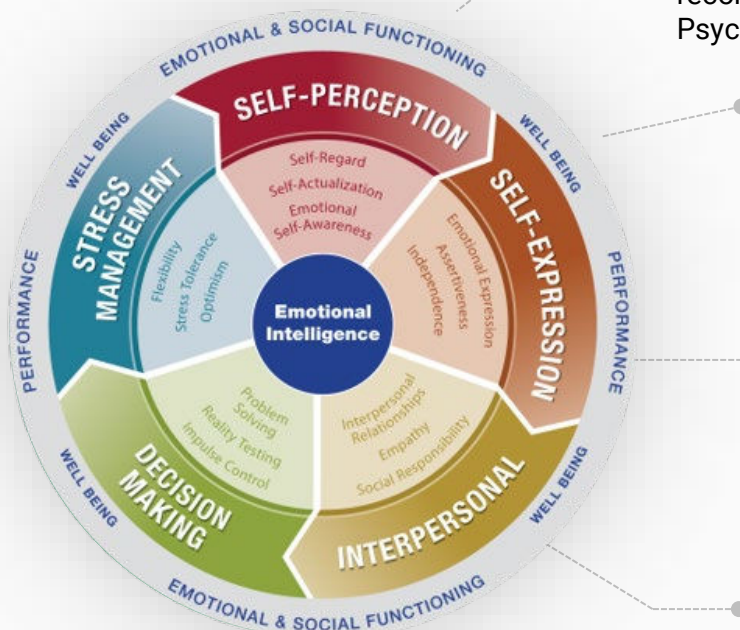 Psyc
EMOTIONAL & SOCIAL FUNCTIONING
WELL BEING
WELL BEING
PERFORMANCE
PERFORMANCE
SELF-PERCEPTION
Self-Regard
Self-Actualization
Emotional
Self-Awareness
SELF-EXPRESSION
Emotional Expression
Assertiveness
Independence
STRESS
MANAGEMENT
Flexibility
Stress Tolerance
Optimism
Emotional
Intelligence
Problem
Solving
Reality Testing
Impulse Control
DECISION
MAKING
Interpersonal
Relationships
Empathy
Social Responsibility
INTERPERSONAL
WELL BEING
WELL BEING
EMOTIONAL & SOCIAL FUNCTIONING